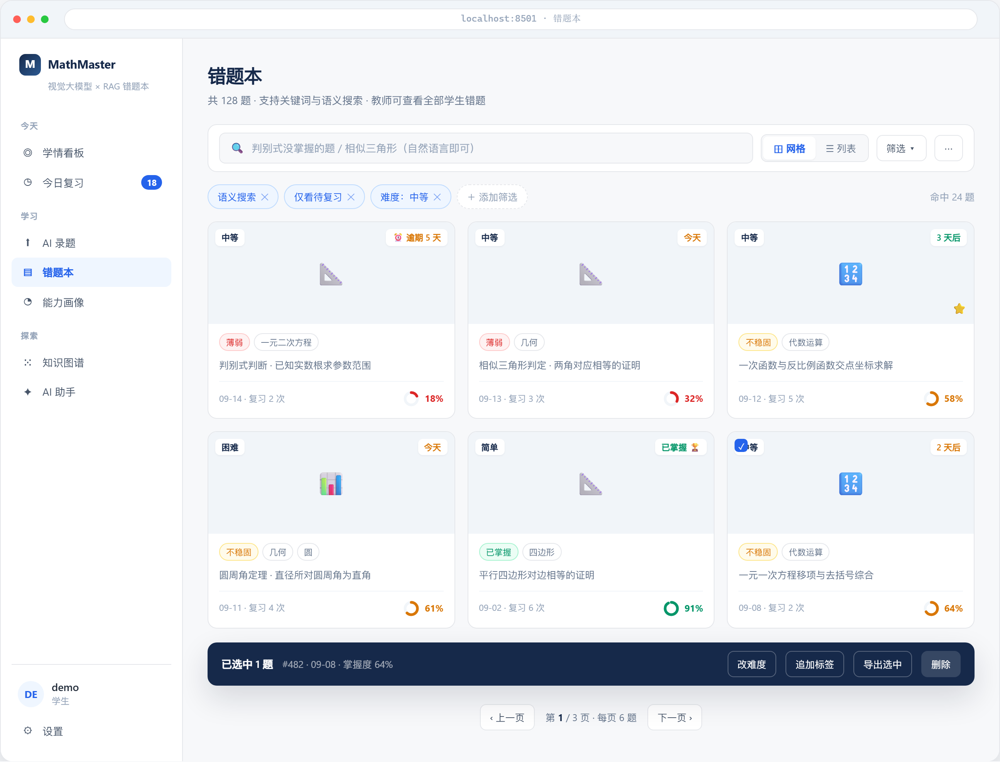 localhost:8501 · 错题本
M MathMaster
视觉大模型 × RAG 错题本
今天
学情看板
今日复习 18
学习
AI 录题
错题本
能力画像
探索
知识图谱
AI 助手
DE
demo
学生
设置
错题本
共 128 题 · 支持关键词与语义搜索 · 教师可查看全部学生错题
判别式没掌握的题 / 相似三角形（自然语言即可）
网格 列表 筛选 ▾ ···
语义搜索 × 仅看待复习 × 难度：中等 × + 添加筛选 命中 24 题
中等 逾期 5 天
薄弱 一元二次方程
判别式判断 · 已知实数根求参数范围
09-14 · 复习 2 次 18%
中等 今天
薄弱 几何
相似三角形判定 · 两角对应相等的证明
09-13 · 复习 3 次 32%
中等 3 天后
1 2 3 4
不稳固 代数运算
一次函数与反比例函数交点坐标求解
09-12 · 复习 5 次 58%
困难 今天
不稳固 几何 圆
圆周角定理 · 直径所对圆周角为直角
09-11 · 复习 4 次 61%
简单 已掌握
已掌握 四边形
平行四边形对边相等的证明
09-02 · 复习 6 次 91%
✓ 等 2 天后
1 2 3 4
不稳固 代数运算
一元一次方程移项与去括号综合
09-08 · 复习 2 次 64%
已选中 1 题 #482 · 09-08 · 掌握度 64% 改难度 追加标签 导出选中 删除
‹ 上一页 第 1 / 3 页 · 每页 6 题 下一页 ›
设置